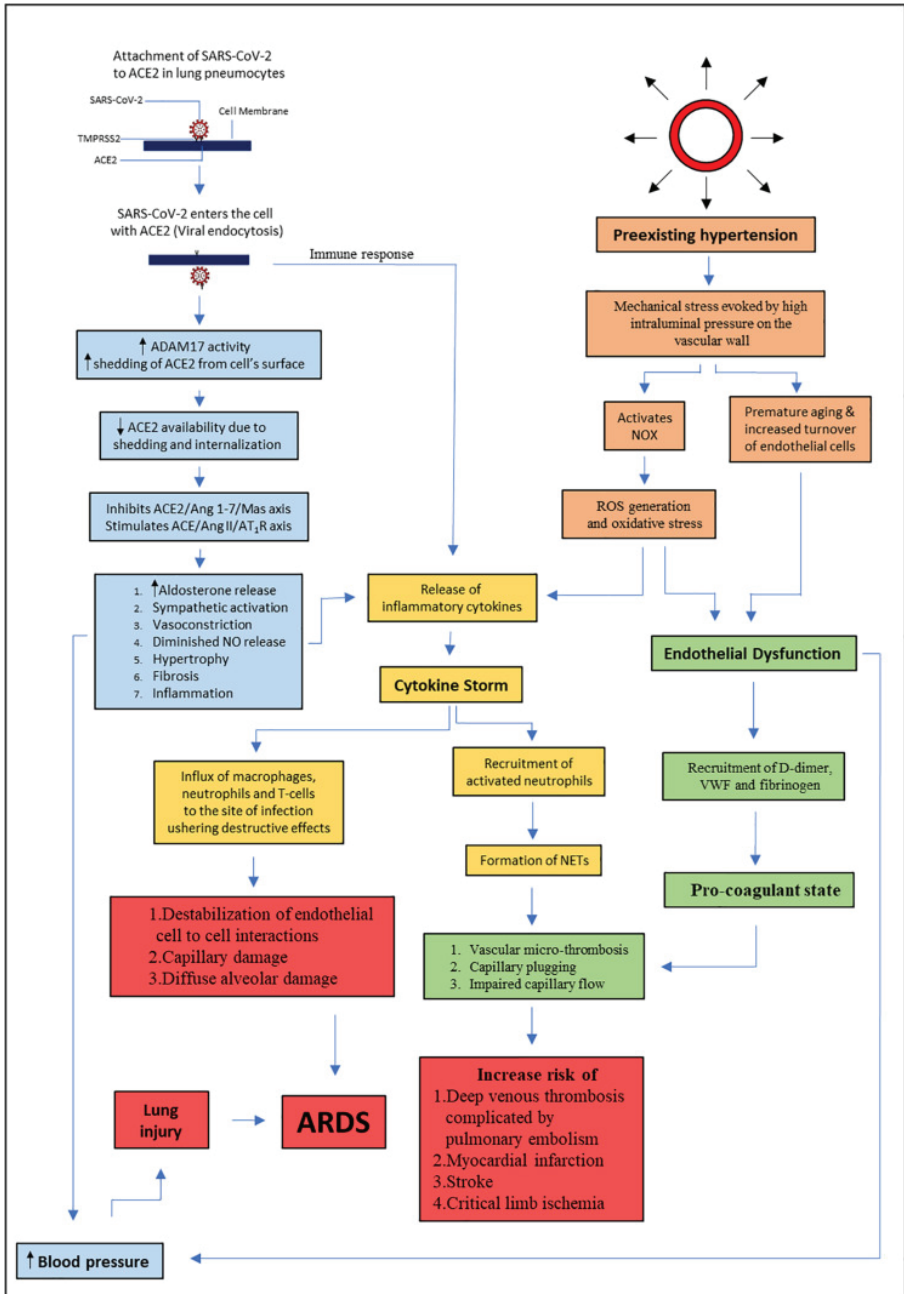 Attachment of SARS-CoV-2
to ACE2 in lung pneumocytes
SARS-CoV-2
Cell Membrane
TMPRSS2
ACE2
SARS-CoV-2 enters the cell
with ACE2 (Viral endocytosis)
Immune response
↑ ADAM17 activity
↑ shedding of ACE2 from cell's surface
↓ ACE2 availability due to
shedding and internalization
Inhibits ACE2/Ang 1-7/Mas axis
Stimulates ACE/Ang II/AT₁R axis
1. ↑Aldosterone release
2. Sympathetic activation
3. Vasoconstriction
4. Diminished NO release
5. Hypertrophy
6. Fibrosis
7. Inflammation
Preexisting hypertension
Mechanical stress evoked by high
intraluminal pressure on the
vascular wall
Activates
NOX
Premature aging &
increased turnover
of endothelial cells
ROS generation
and oxidative stress
Release of
inflammatory cytokines
Cytokine Storm
Endothelial Dysfunction
Influx of macrophages,
neutrophils and T-cells
to the site of infection
ushering destructive effects
Recruitment of
activated neutrophils
Recruitment of D-dimer,
VWF and fibrinogen
Formation of NETs
Pro-coagulant state
1.Destabilization of endothelial
cell to cell interactions
2.Capillary damage
3.Diffuse alveolar damage
1. Vascular micro-thrombosis
2. Capillary plugging
3. Impaired capillary flow
Lung
injury
ARDS
Increase risk of
1.Deep venous thrombosis
complicated by
pulmonary embolism
2.Myocardial infarction
3.Stroke
4.Critical limb ischemia
↑ Blood pressure